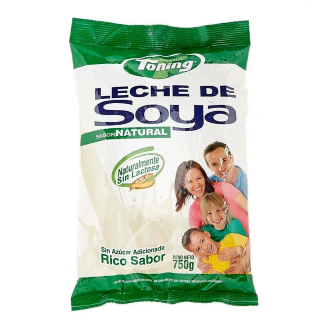 Toning
LECHE DE
Soya
SABOR NATURAL
Naturalmente
Sin Lactosa
Sin Azúcar Adicionada
Rico Sabor
PESO NETO
750g